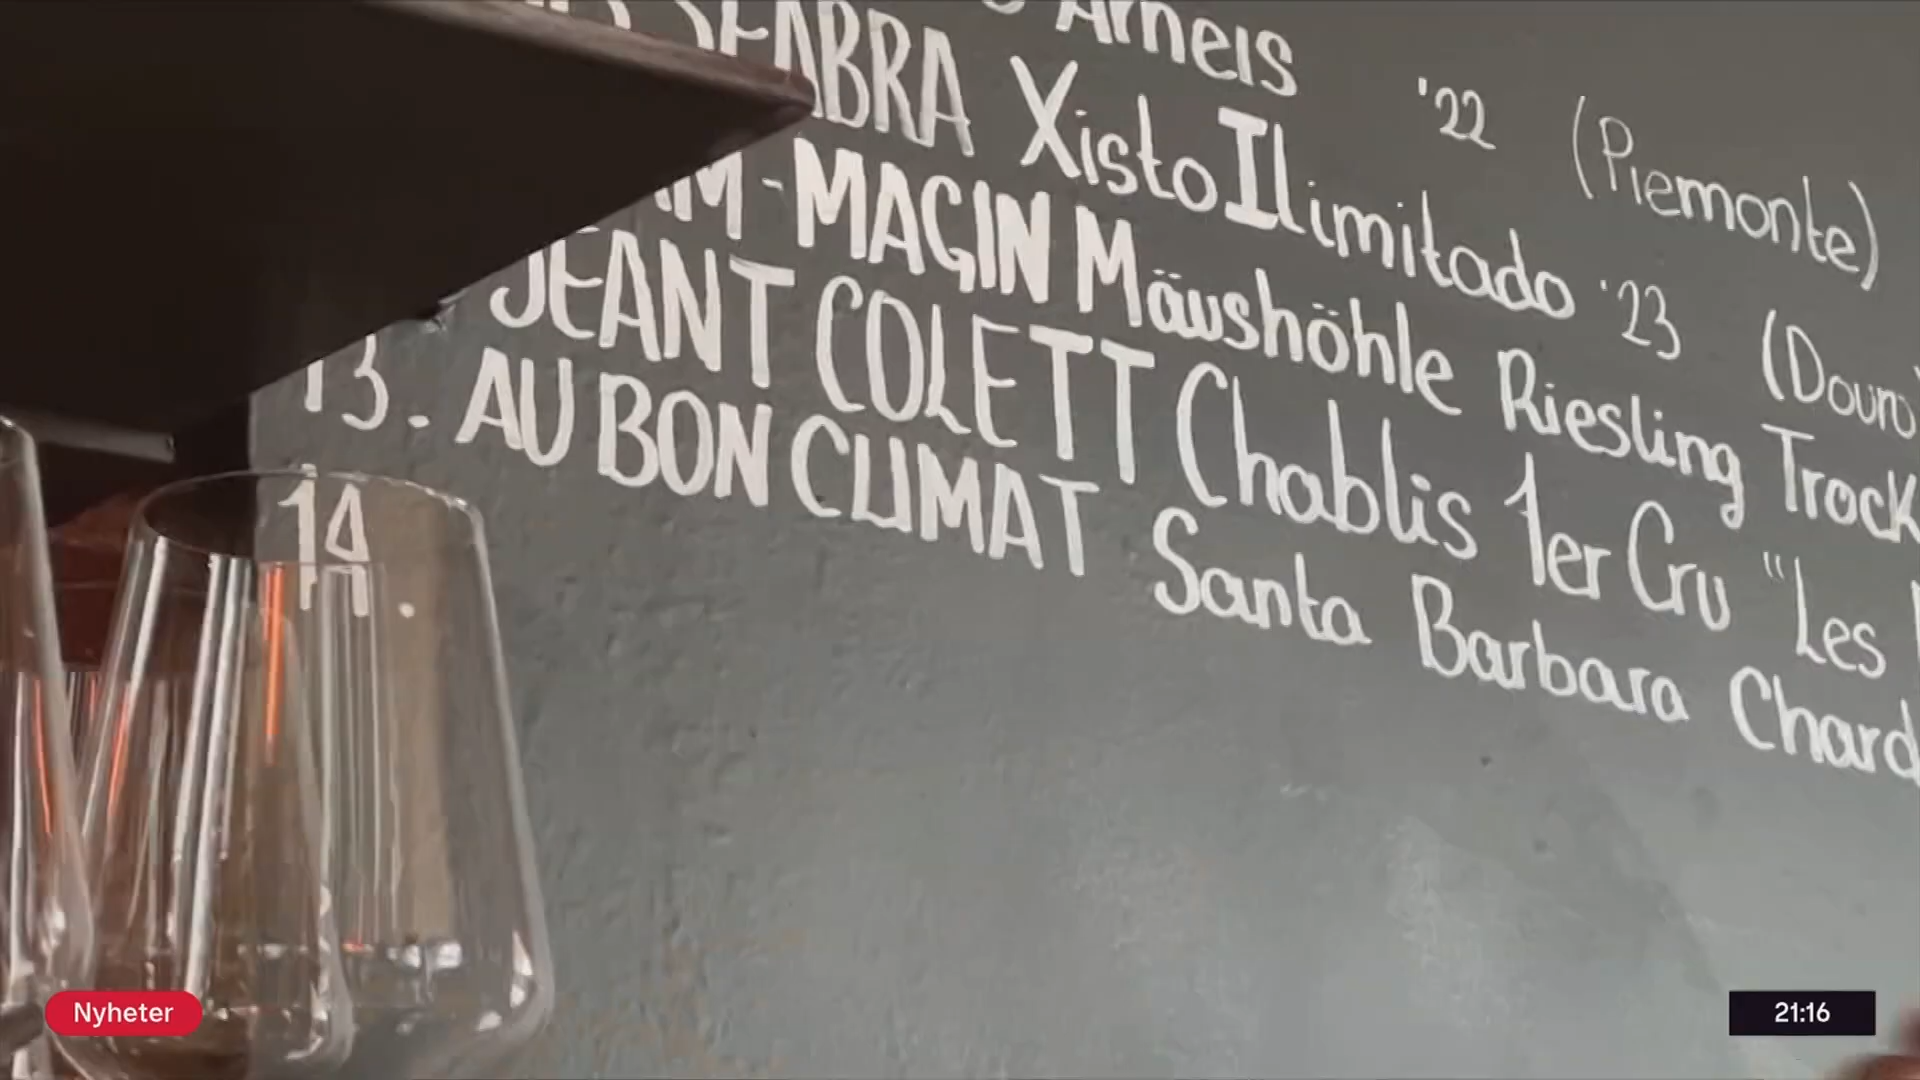 Arneis '22 (Piemonte)
Xisto Ilimitado '23 (Douro
-MAGIN Mäushöhle Riesling Trock
JEANT COLETT Chablis 1er Cru "Les
13. AU BON CLIMAT Santa Barbara Chard
14.
Nyheter
21:16